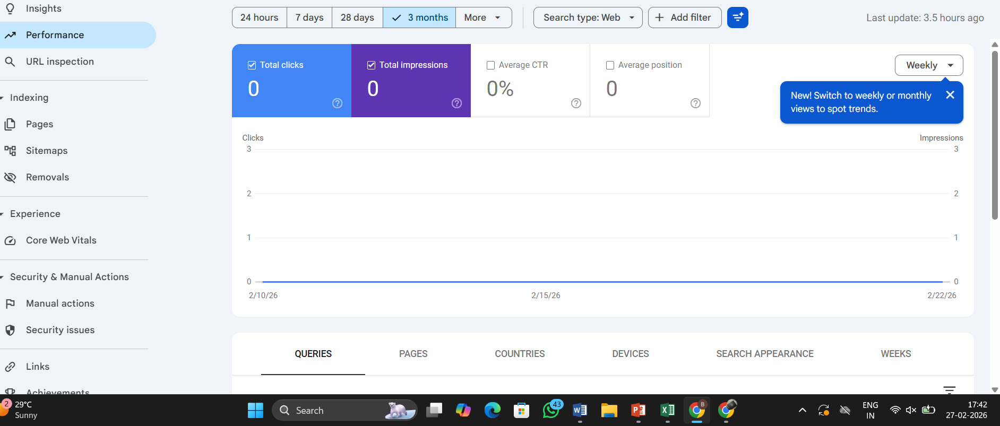 Insights
Performance
URL inspection
Indexing
Pages
Sitemaps
Removals
Experience
Core Web Vitals
Security & Manual Actions
Manual actions
Security issues
Links
Achievements
24 hours 7 days 28 days 3 months More Search type: Web Add filter Last update: 3.5 hours ago
Total clicks Total impressions Average CTR Average position Weekly
0 0 0% 0
New! Switch to weekly or monthly
views to spot trends.
Clicks Impressions
3 3
2 2
1 1
0 0
2/10/26 2/15/26 2/22/26
QUERIES PAGES COUNTRIES DEVICES SEARCH APPEARANCE WEEKS
2 29°C
Sunny
Search
43
B
ENG
IN
17:42
27-02-2026